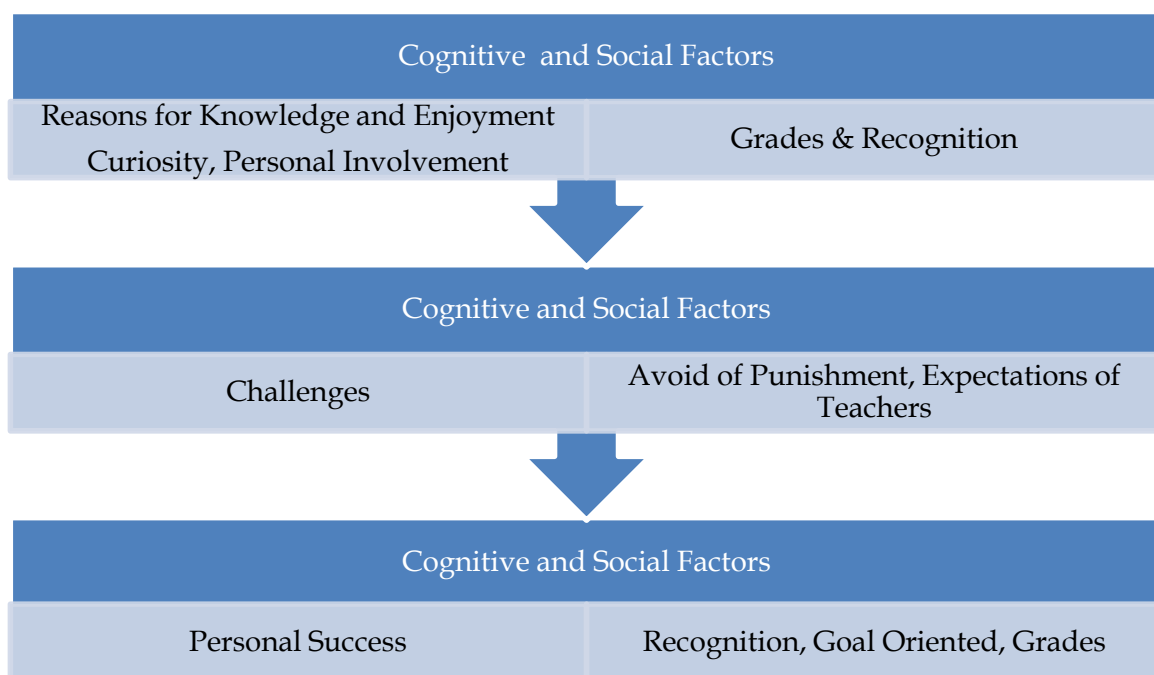 Cognitive  and Social Factors
Reasons for Knowledge and Enjoyment
Curiosity, Personal Involvement
Grades & Recognition
Cognitive and Social Factors
Challenges
Avoid of Punishment, Expectations of
Teachers
Cognitive and Social Factors
Personal Success
Recognition, Goal Oriented, Grades